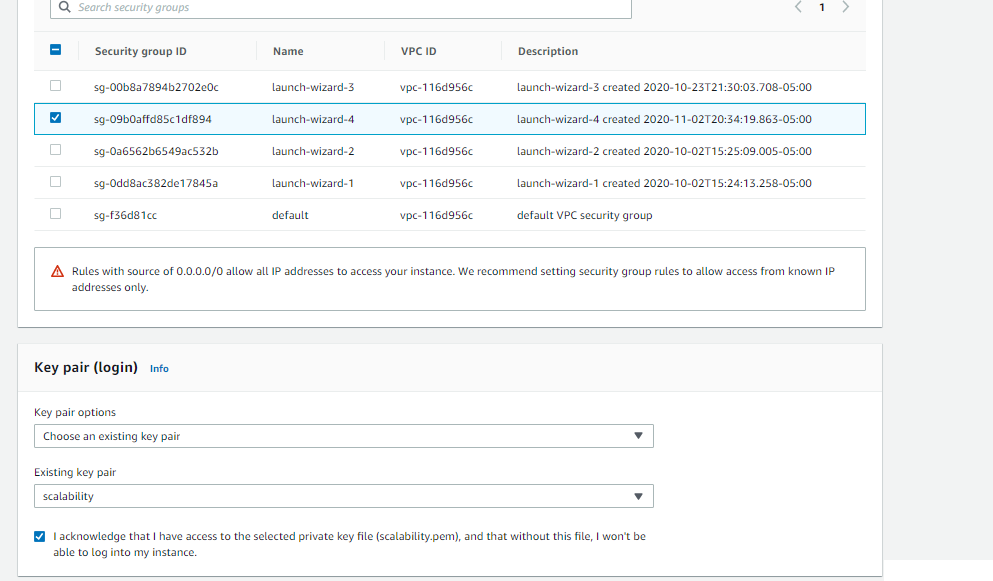 Search security groups
1
Security group ID Name VPC ID Description
sg-00b8a7894b2702e0c launch-wizard-3 vpc-116d956c launch-wizard-3 created 2020-10-23T21:30:03.708-05:00
sg-09b0affd85c1df894 launch-wizard-4 vpc-116d956c launch-wizard-4 created 2020-11-02T20:34:19.863-05:00
sg-0a6562b6549ac532b launch-wizard-2 vpc-116d956c launch-wizard-2 created 2020-10-02T15:25:09.005-05:00
sg-0dd8ac382de17845a launch-wizard-1 vpc-116d956c launch-wizard-1 created 2020-10-02T15:24:13.258-05:00
sg-f36d81cc default vpc-116d956c default VPC security group
Rules with source of 0.0.0.0/0 allow all IP addresses to access your instance. We recommend setting security group rules to allow access from known IP
addresses only.
Key pair (login) Info
Key pair options
Choose an existing key pair
Existing key pair
scalability
I acknowledge that I have access to the selected private key file (scalability.pem), and that without this file, I won't be
able to log into my instance.